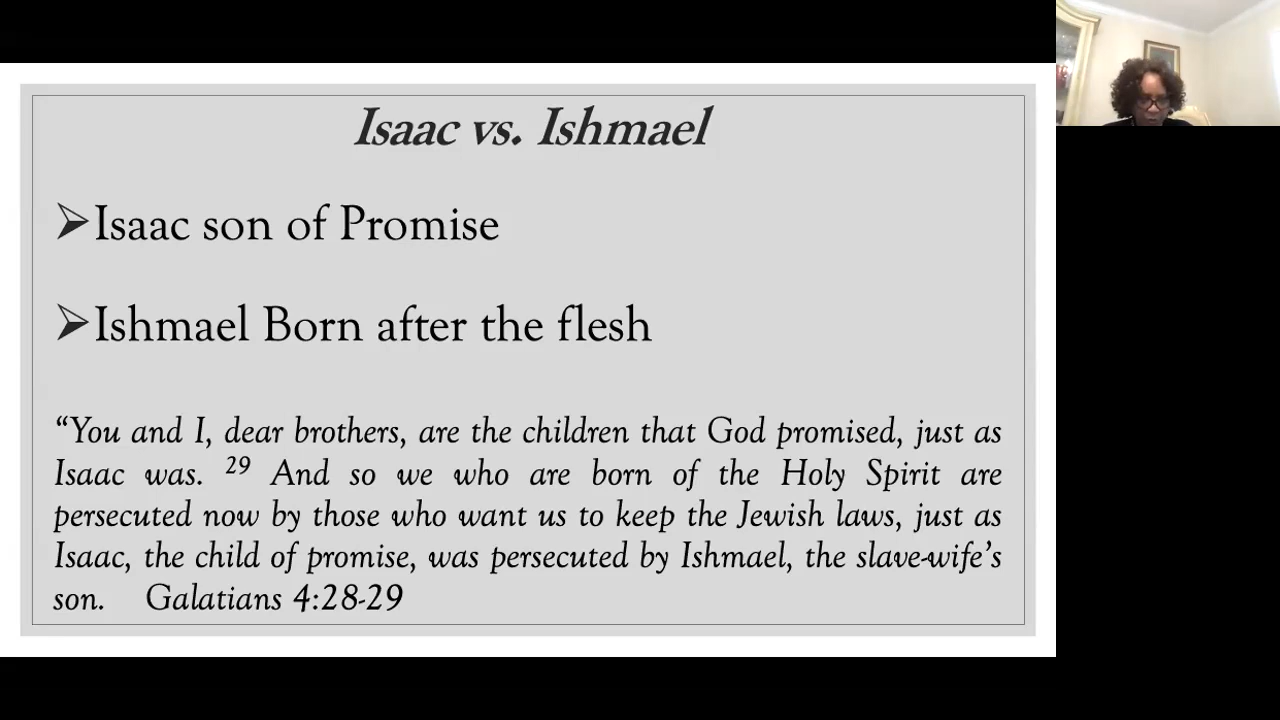 Isaac vs. Ishmael
➢Isaac son of Promise
➢Ishmael Born after the flesh
“You and I, dear brothers, are the children that God promised, just as
Isaac was. 29 And so we who are born of the Holy Spirit are
persecuted now by those who want us to keep the Jewish laws, just as
Isaac, the child of promise, was persecuted by Ishmael, the slave-wife’s
son. Galatians 4:28-29